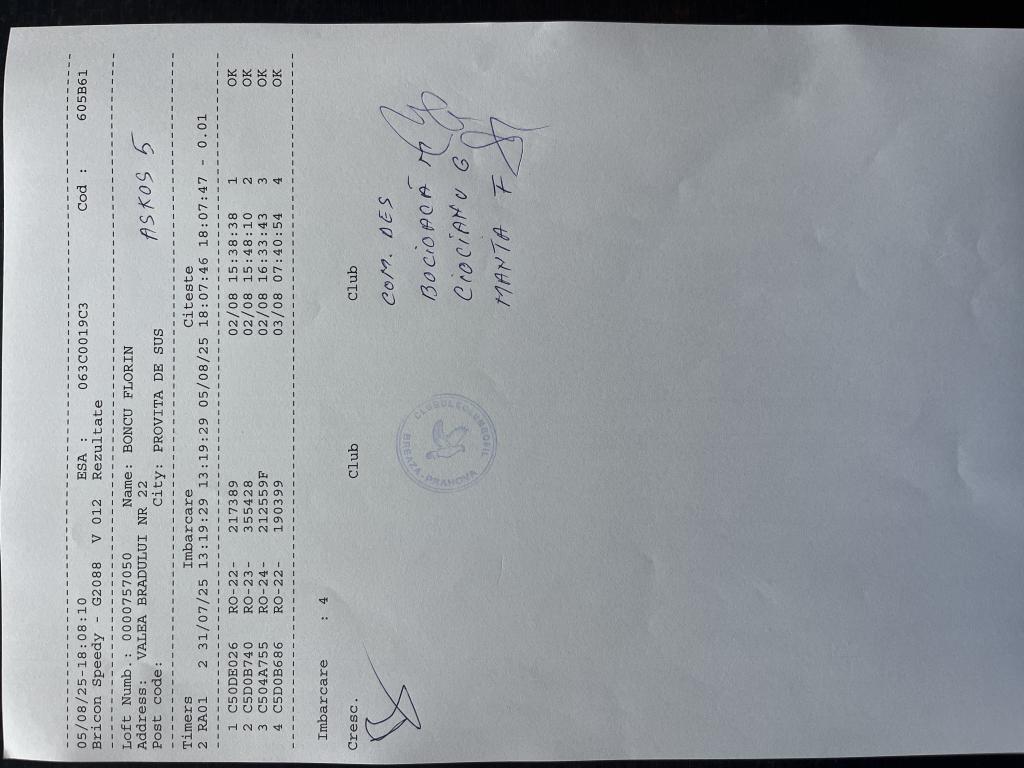 05/08/25-18:08:10 ESA : 063C0019C3 Cod : 605B61
Bricon Speedy - G2088 V 012 Rezultate
Loft Numb.: 0000757050 Name: BONCU FLORIN
Address: VALEA BRADULUI NR 22
Post code: City: PROVITA DE SUS
ASKOS 5
Timers Imbarcare Citeste
2 RA01 2 31/07/25 13:19:29 13:19:29 05/08/25 18:07:46 18:07:47 - 0.01
1 C50DE026 RO-22- 217389 02/08 15:38:38 1 OK
2 C5D0B740 RO-23- 355428 02/08 15:48:10 2 OK
3 C504A755 RO-24- 212559F 02/08 16:33:43 3 OK
4 C5D0B686 RO-22- 190399 03/08 07:40:54 4 OK
Imbarcare : 4
Cresc. Club Club
COM. DES
BOCIOACĂ M
CIOCIANU G
MANTA F
CLUBUL COLUMBOFIL
BREAZA-PRAHOVA